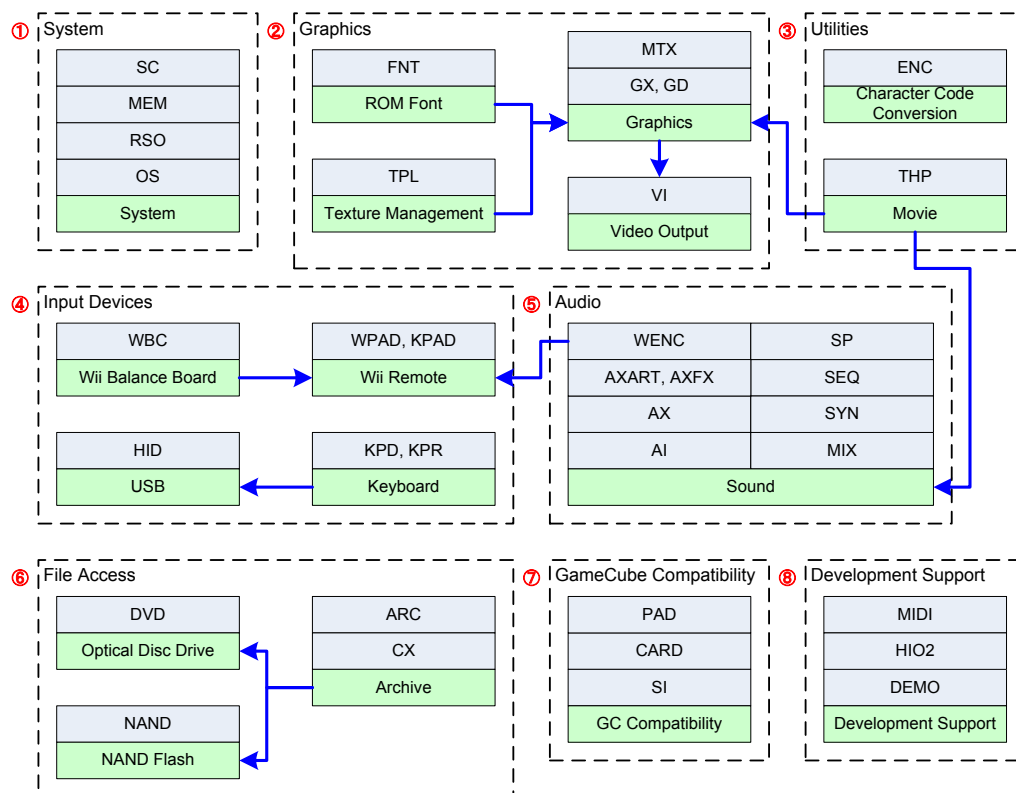 ① System
SC
MEM
RSO
OS
System
② Graphics
FNT
ROM Font
TPL
Texture Management
MTX
GX, GD
Graphics
VI
Video Output
③ Utilities
ENC
Character Code
Conversion
THP
Movie
④ Input Devices
WBC
Wii Balance Board
WPAD, KPAD
Wii Remote
HID
USB
KPD, KPR
Keyboard
⑤ Audio
WENC
SP
AXART, AXFX
SEQ
AX
SYN
AI
MIX
Sound
⑥ File Access
DVD
Optical Disc Drive
NAND
NAND Flash
ARC
CX
Archive
⑦ GameCube Compatibility
PAD
CARD
SI
GC Compatibility
⑧ Development Support
MIDI
HIO2
DEMO
Development Support